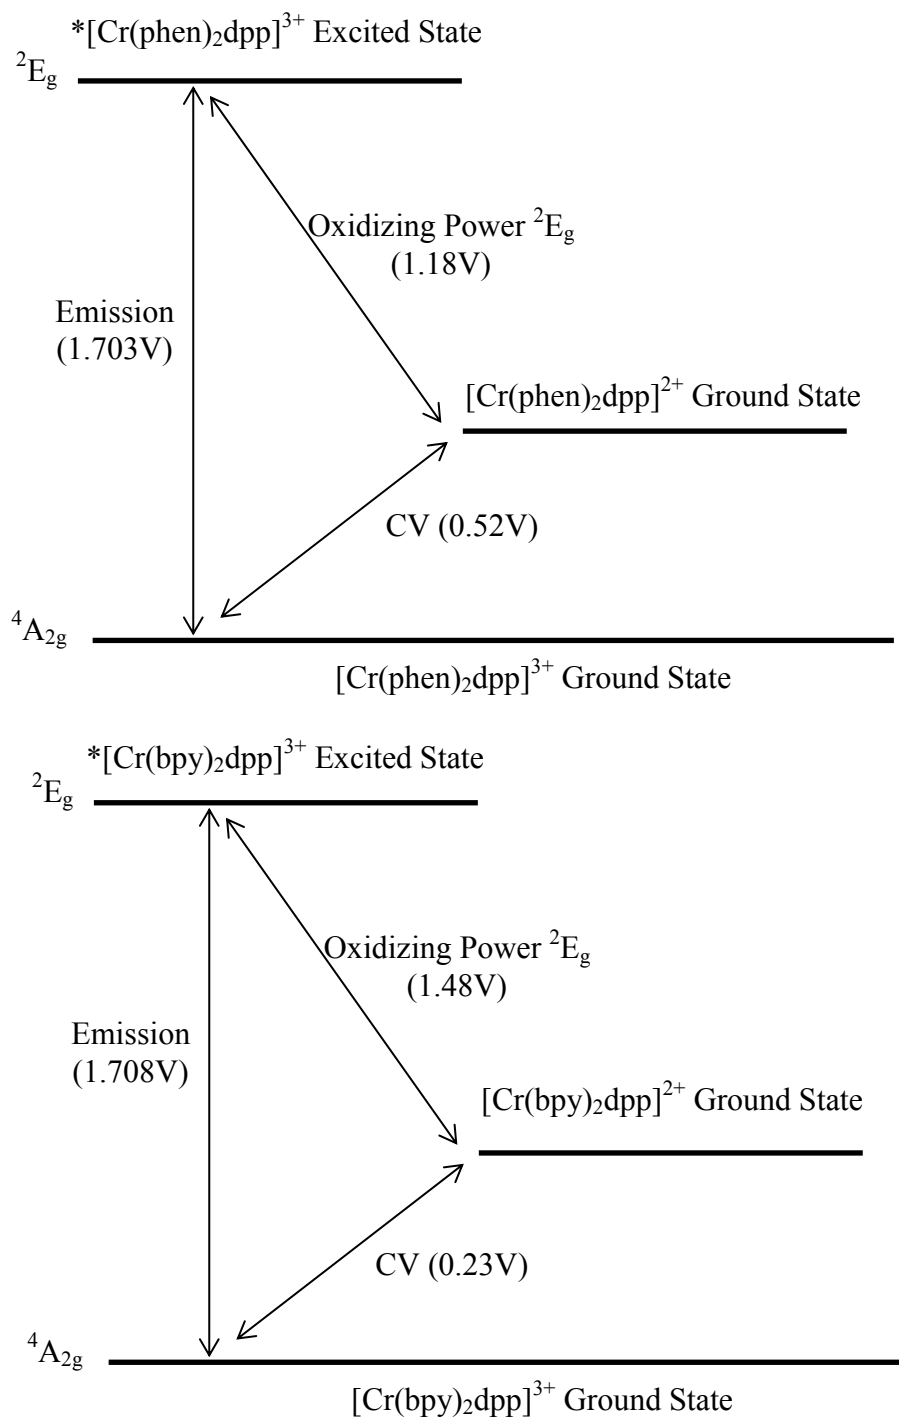 *[Cr(phen)₂dpp]³⁺ Excited State
²E₉
Oxidizing Power ²E₉
(1.18V)
Emission
(1.703V)
[Cr(phen)₂dpp]²⁺ Ground State
CV (0.52V)
⁴A₂g
[Cr(phen)₂dpp]³⁺ Ground State
*[Cr(bpy)₂dpp]³⁺ Excited State
²Eg
Oxidizing Power ²Eg
(1.48V)
Emission
(1.708V)
[Cr(bpy)₂dpp]²⁺ Ground State
CV (0.23V)
⁴A₂g
[Cr(bpy)₂dpp]³⁺ Ground State